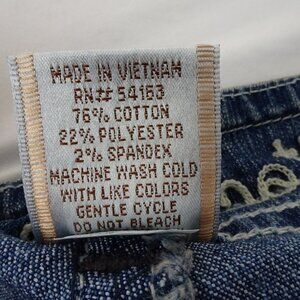 MADE IN VIETNAM
RN# 54163
76% COTTON
22% POLYESTER
2% SPANDEX
MACHINE WASH COLD
WITH LIKE COLORS
GENTLE CYCLE
DO NOT BLEACH